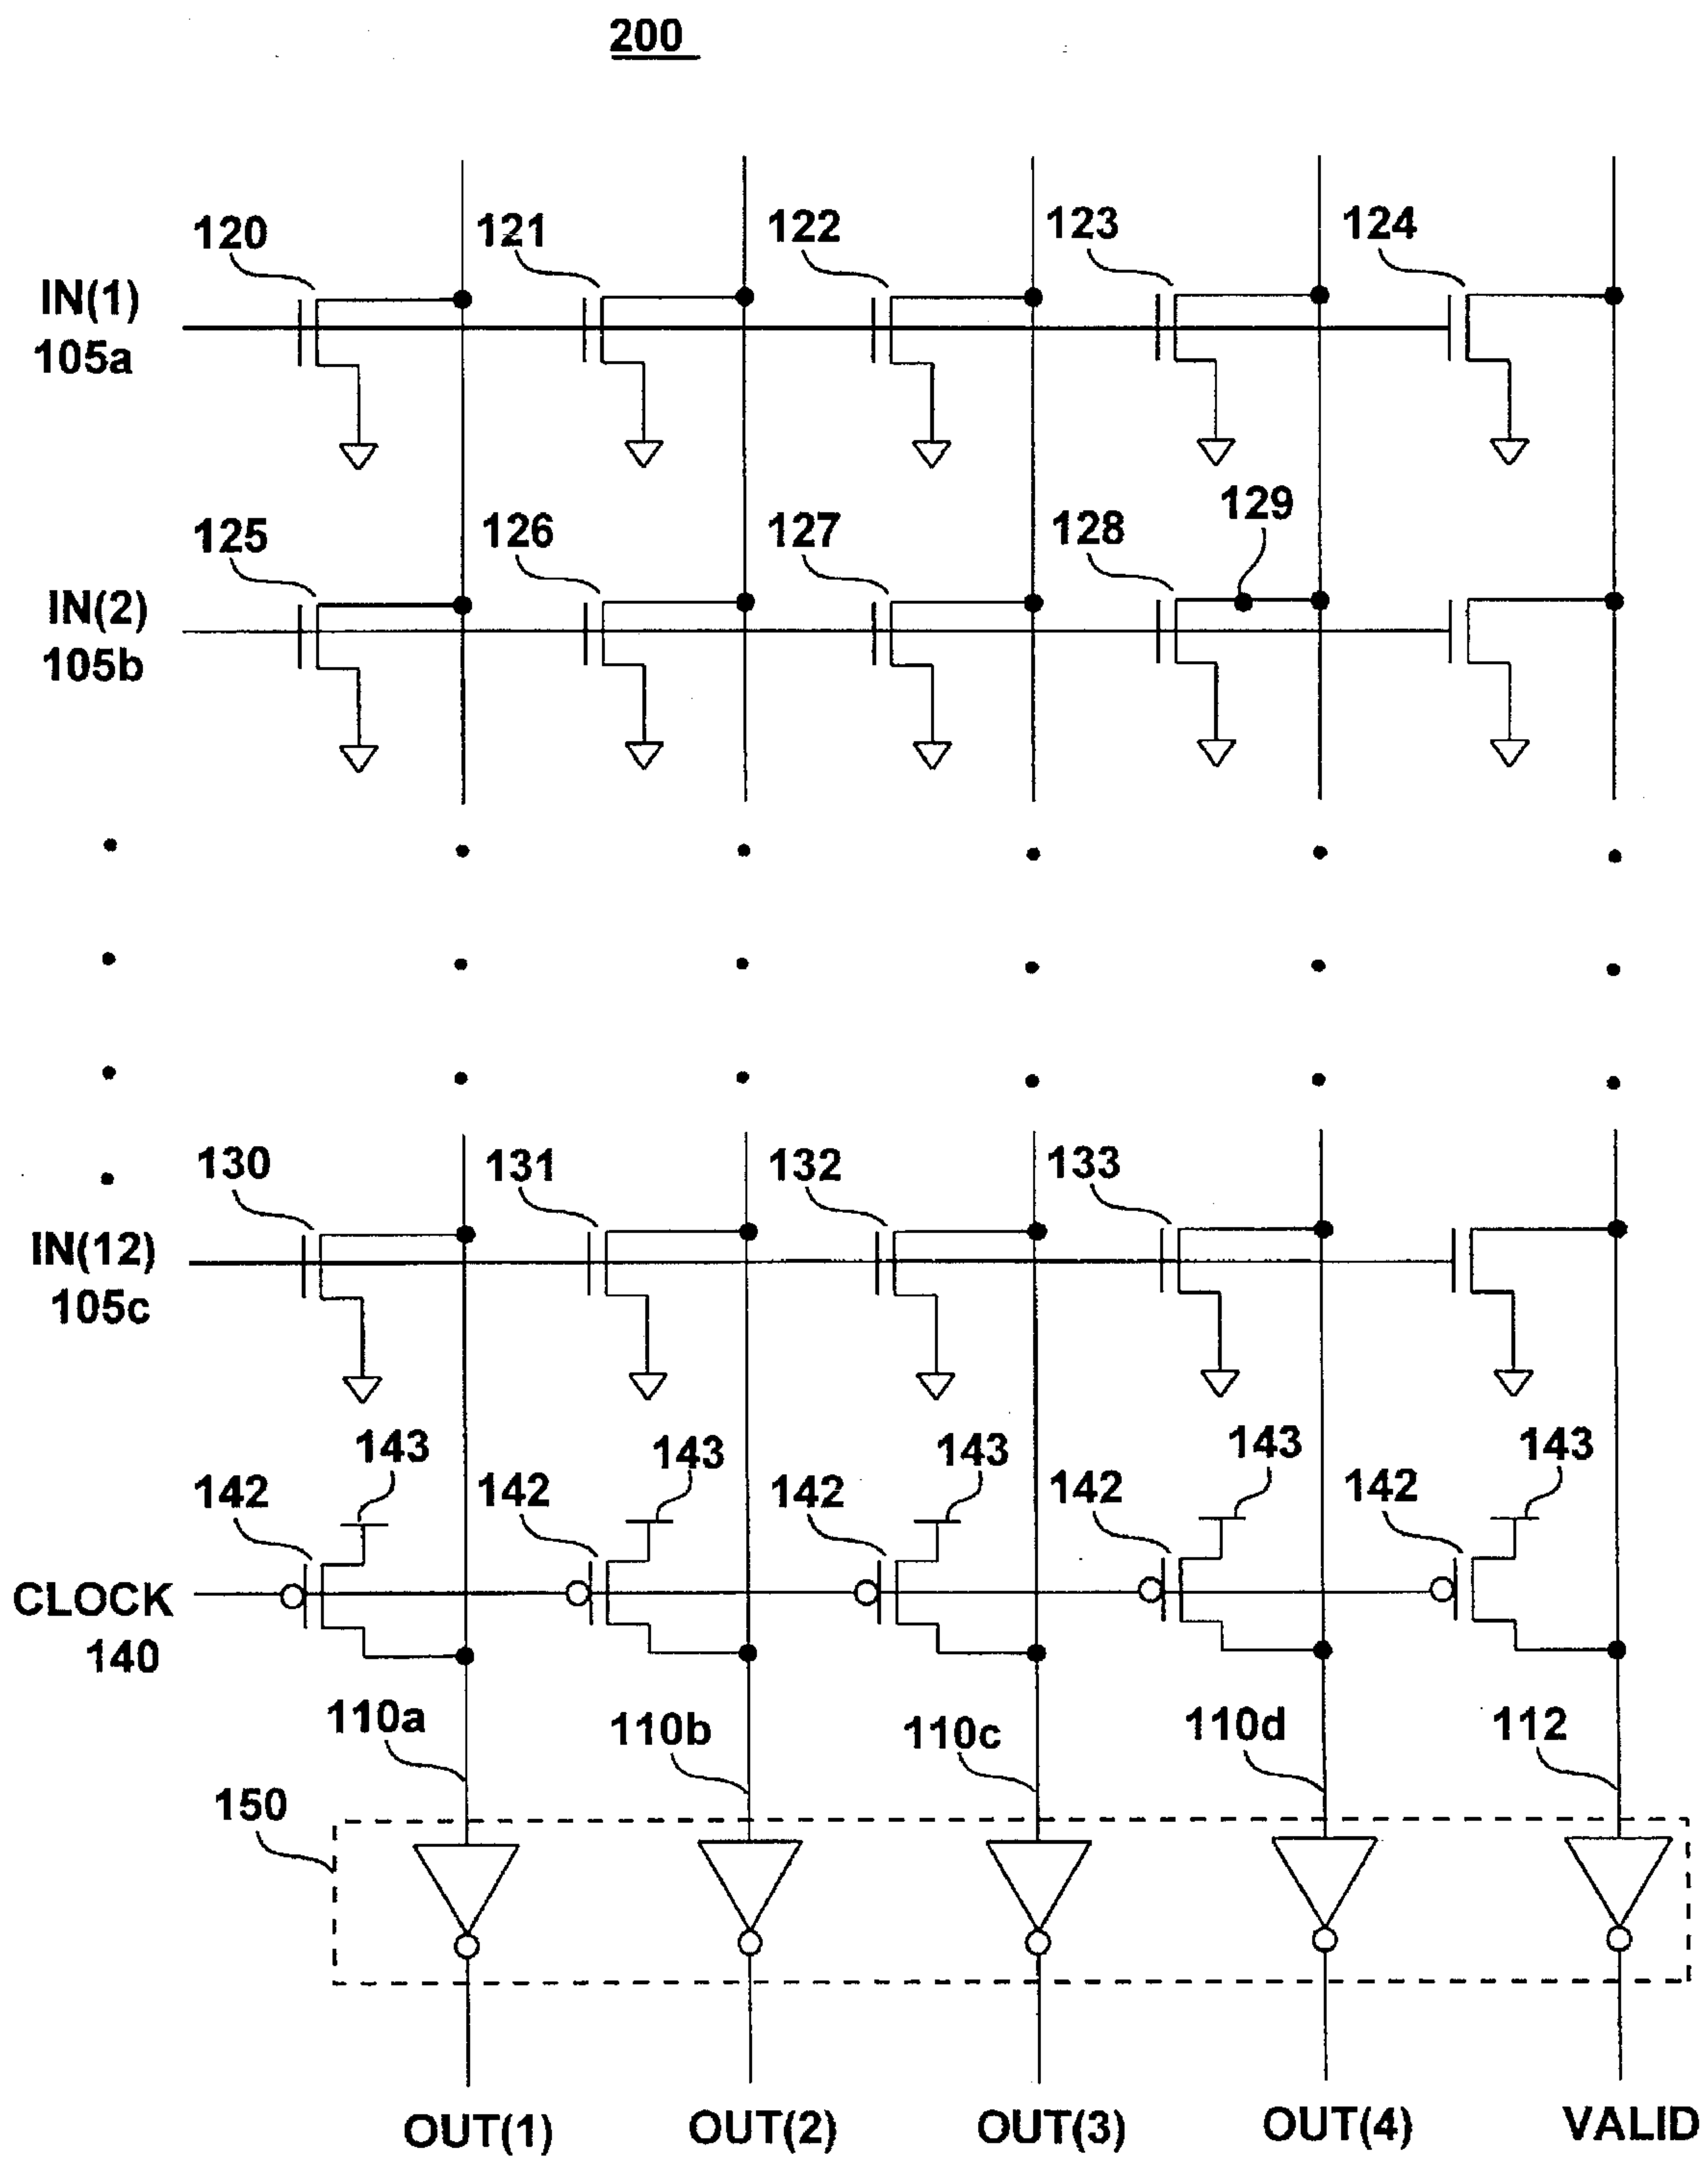 200
120 121 122 123 124
IN(1)
105a
125 126 127 128 129
IN(2)
105b
130 131 132 133
IN(12)
105c
143 143 143 143 143
142 142 142 142 142
CLOCK
140
110a 110b 110c 110d 112
150
OUT(1) OUT(2) OUT(3) OUT(4) VALID